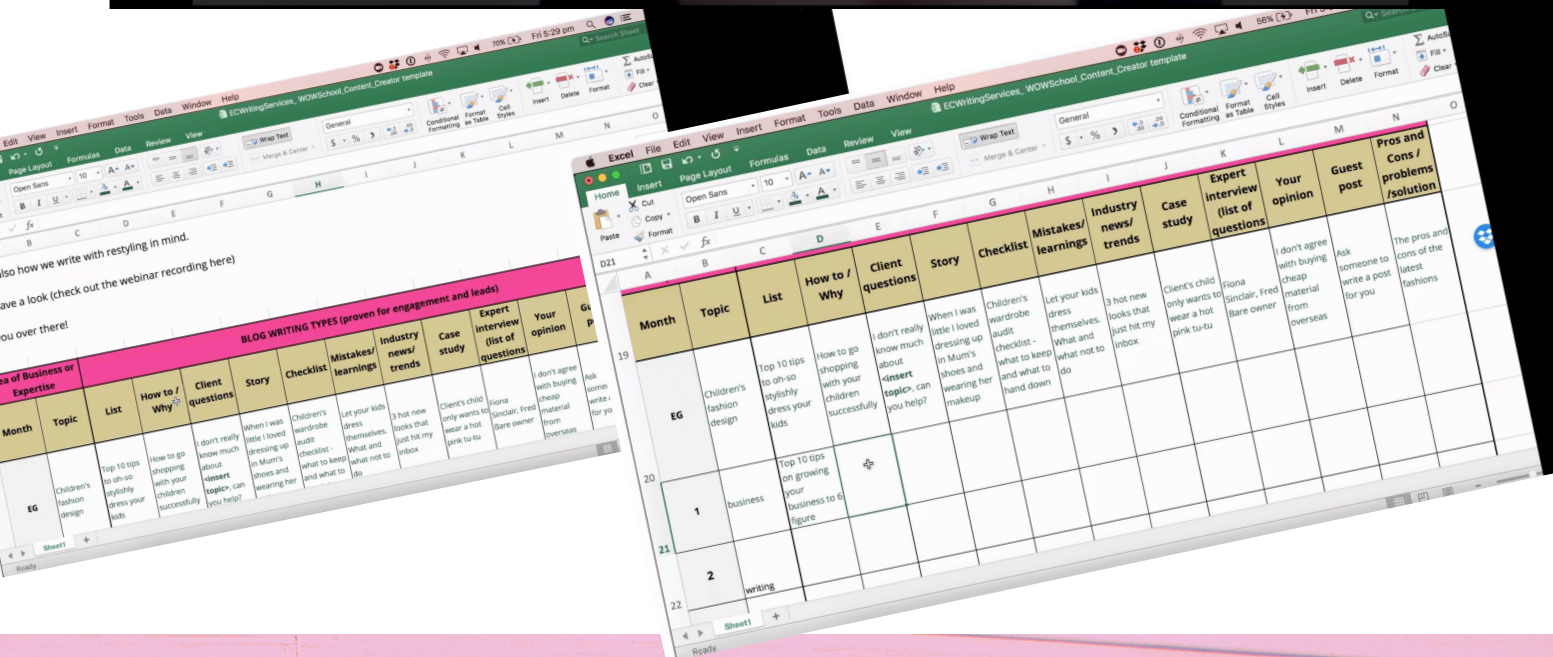 70% Fri 5:29 pm
Edit View Insert Format Tools Data Window Help
ECWritingServices_ WOWSchool_Content_Creator template
Search Sheet
Page Layout Formulas Data Review View
Open Sans 10 A A
Wrap Text
General
Merge & Center
$ % )
Conditional Formatting
Format as Table
Cell Styles
Insert Delete Format
AutoS
Fill
Clear
B I U A
fx
B C D E F G H I J K L M N O
also how we write with restyling in mind.
ave a look (check out the webinar recording here)
you over there!
ea of Business or Expertise
BLOG WRITING TYPES (proven for engagement and leads)
Month
Topic
List
How to / Why
Client questions
Story
Checklist
Mistakes/ learnings
Industry news/ trends
Case study
Expert interview (list of questions
Your opinion
EG
Children's fashion design
Top 10 tips to oh-so stylishly dress your kids
How to go shopping with your children successfully
I don't really know much about <insert topic>, can you help?
When I was little I loved dressing up in Mum's shoes and wearing her
Children's wardrobe audit checklist - what to keep and what to
Let your kids dress themselves. What and what not to do
3 hot new looks that just hit my inbox
Client's child only wants to wear a hot pink tu-tu
Fiona Sinclair, Fred Bare owner
I don't agree with buying cheap material from overseas
Ask
Sheet1 +
Ready
56%
Excel File Edit View Insert Format Tools Data Window Help
ECWritingServices_ WOWSchool_Content_Creator template
Home Insert Page Layout Formulas Data Review View
Cut
Copy
Format
Paste
Open Sans 10 A A
B I U A
Wrap Text
Merge & Center
General
$ % )
Conditional Formatting
Format as Table
Cell Styles
Insert Delete Format
Fill
Clear
D21 fx
A B C D E F G H I J K L M N O
19
Month
Topic
List
How to / Why
Client questions
Story
Checklist
Mistakes/ learnings
Industry news/ trends
Case study
Expert interview (list of questions
Your opinion
Guest post
Pros and Cons / problems /solution
20
EG
Children's fashion design
Top 10 tips to oh-so stylishly dress your kids
How to go shopping with your children successfully
I don't really know much about <insert topic>, can you help?
When I was little I loved dressing up in Mum's shoes and wearing her makeup
Children's wardrobe audit checklist - what to keep and what to hand down
Let your kids dress themselves. What and what not to do
3 hot new looks that just hit my inbox
Client's child only wants to wear a hot pink tu-tu
Fiona Sinclair, Fred Bare owner
I don't agree with buying cheap material from overseas
Ask someone to write a post for you
The pros and cons of the latest fashions
21
1
business
Top 10 tips on growing your business to 6 figure
22
2
writing
Sheet1 +
Ready